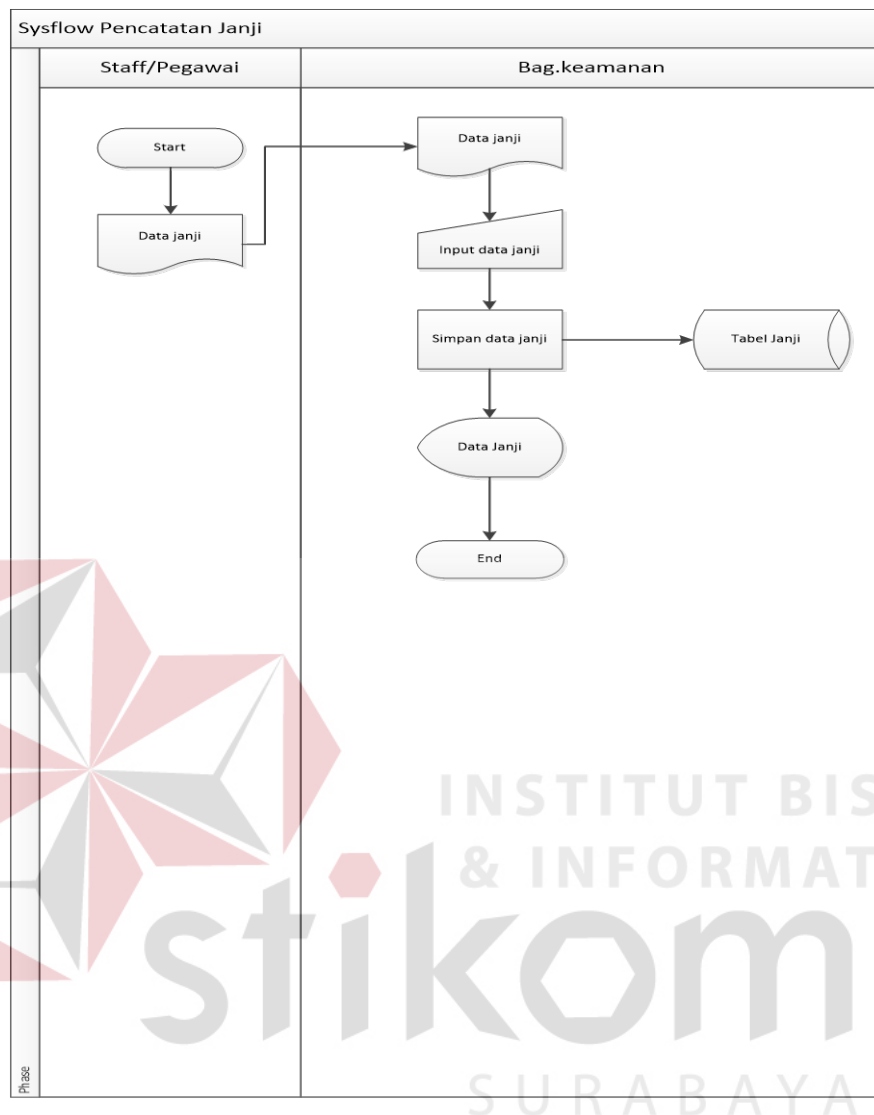 Sysflow Pencatatan Janji
Staff/Pegawai
Bag.keamanan
Start
Data janji
Data janji
Input data janji
Simpan data janji
Tabel Janji
Data Janji
End
Phase
INSTITUT BIS
& INFORMAT
stikom
SURABAYA